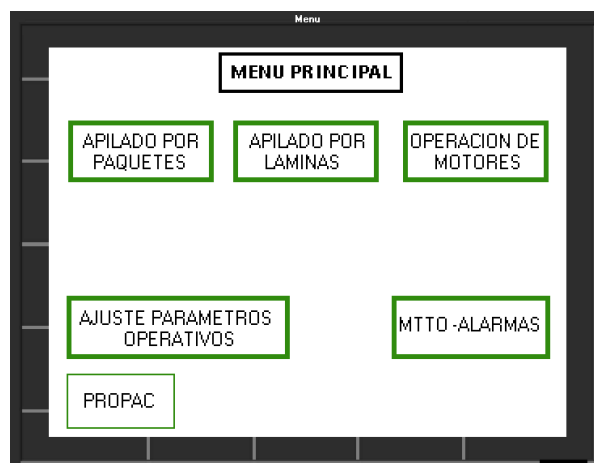 Menu
MENU PRINCIPAL
APILADO POR
PAQUETES
APILADO POR
LAMINAS
OPERACION DE
MOTORES
AJUSTE PARAMETROS
OPERATIVOS
MTTO -ALARMAS
PROPAC